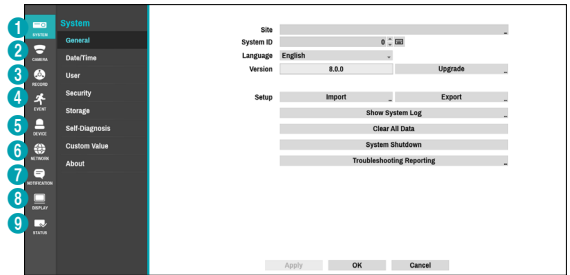 1
SYSTEM
2
CAMERA
3
RECORD
4
EVENT
5
DEVICE
6
NETWORK
7
NOTIFICATION
8
DISPLAY
9
STATUS
System
General
Date/Time
User
Security
Storage
Self-Diagnosis
Custom Value
About
Site
System ID 0
Language English
Version 8.0.0 Upgrade
Setup Import Export
Show System Log
Clear All Data
System Shutdown
Troubleshooting Reporting
Apply OK Cancel